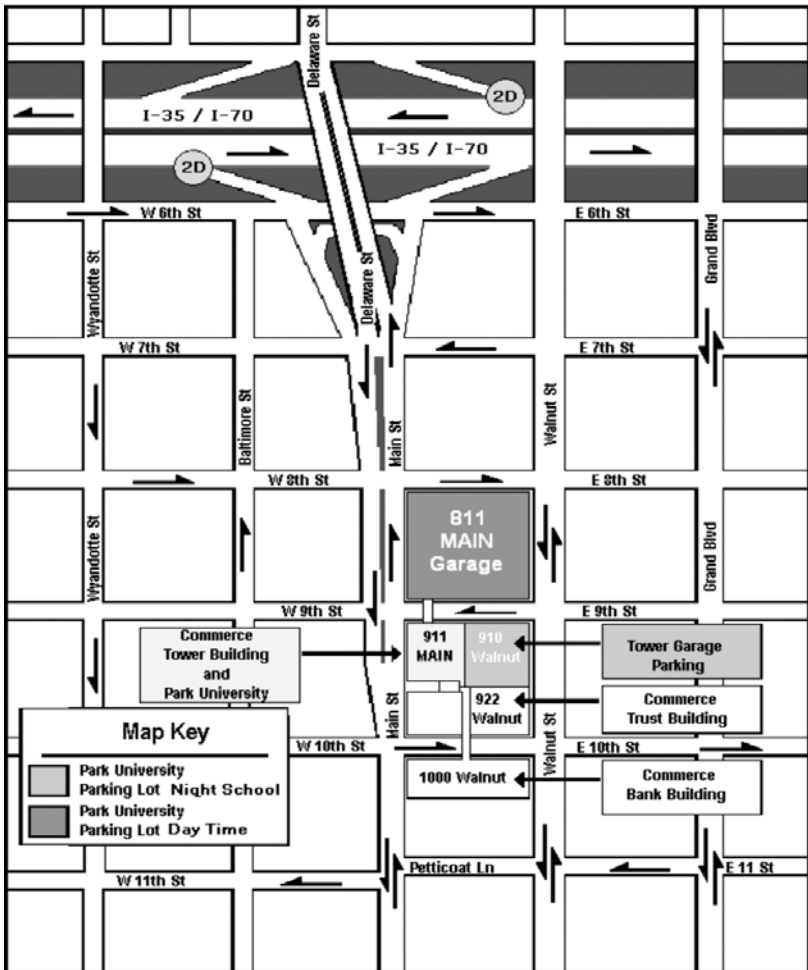 Delaware St
2D
I-35 / I-70
2D
I-35 / I-70
W 6th St
E 6th St
Wyandotte St
Delaware St
Grand Blvd
W 7th St
E 7th St
Baltimore St
Main St
Walnut St
W 8th St
E 8th St
Wyandotte St
811
MAIN
Garage
Grand Blvd
W 9th St
E 9th St
Commerce
Tower Building
and
Park University
911
MAIN
910
Walnut
Tower Garage
Parking
922
Walnut
Commerce
Trust Building
Main St
Walnut St
Map Key
Park University
Parking Lot Night School
Park University
Parking Lot Day Time
W 10th St
E 10th St
1000 Walnut
Commerce
Bank Building
Petticoat Ln
W 11th St
E 11 St